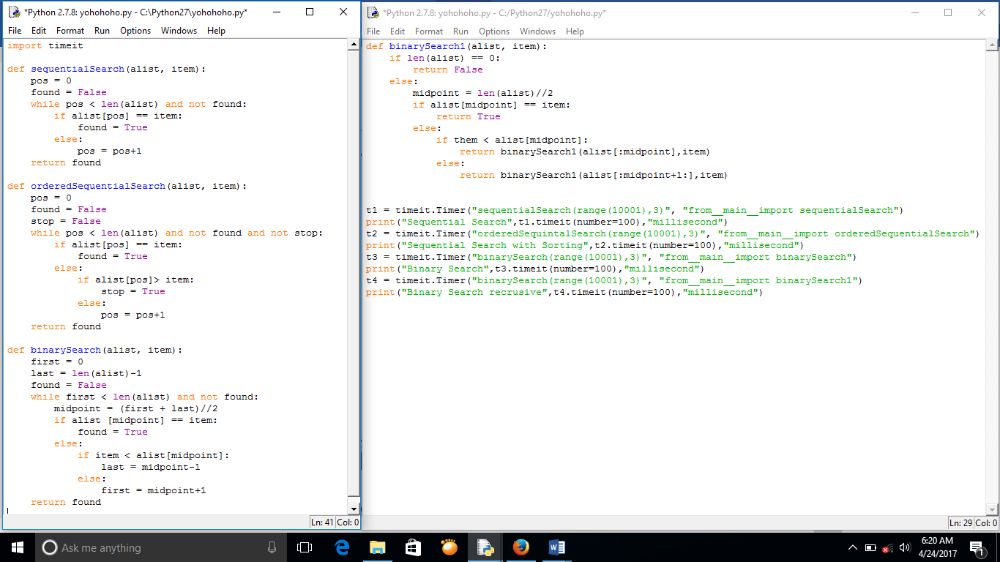 *Python 2.7.8: yohohoho.py - C:\Python27\yohohoho.py*
File Edit Format Run Options Windows Help
import timeit

def sequentialSearch(alist, item):
    pos = 0
    found = False
    while pos < len(alist) and not found:
        if alist[pos] == item:
            found = True
        else:
            pos = pos+1
    return found

def orderedSequentialSearch(alist, item):
    pos = 0
    found = False
    stop = False
    while pos < len(alist) and not found and not stop:
        if alist[pos] == item:
            found = True
        else:
            if alist[pos]> item:
                stop = True
            else:
                pos = pos+1
    return found

def binarySearch(alist, item):
    first = 0
    last = len(alist)-1
    found = False
    while first < len(alist) and not found:
        midpoint = (first + last)//2
        if alist [midpoint] == item:
            found = True
        else:
            if item < alist[midpoint]:
                last = midpoint-1
            else:
                first = midpoint+1
    return found
Ln: 41 Col: 0
*Python 2.7.8: yohohoho.py - C:/Python27/yohohoho.py*
File Edit Format Run Options Windows Help
def binarySearch1(alist, item):
    if len(alist) == 0:
        return False
    else:
        midpoint = len(alist)//2
        if alist[midpoint] == item:
            return True
        else:
            if them < alist[midpoint]:
                return binarySearch1(alist[:midpoint],item)
            else:
                return binarySearch1(alist[:midpoint+1:],item)

t1 = timeit.Timer("sequentialSearch(range(10001),3)", "from__main__import sequentialSearch")
print("Sequential Search",t1.timeit(number=100),"millisecond")
t2 = timeit.Timer("orderedSequintalSearch(range(10001),3)", "from__main__import orderedSequentialSearch")
print("Sequential Search with Sorting",t2.timeit(number=100),"millisecond")
t3 = timeit.Timer("binarySearch(range(10001),3)", "from__main__import binarySearch")
print("Binary Search",t3.timeit(number=100),"millisecond")
t4 = timeit.Timer("binarySearch(range(10001),3)", "from__main__import binarySearch1")
print("Binary Search recrusive",t4.timeit(number=100),"millisecond")
Ln: 29 Col: 0
Ask me anything
6:20 AM
4/24/2017
1